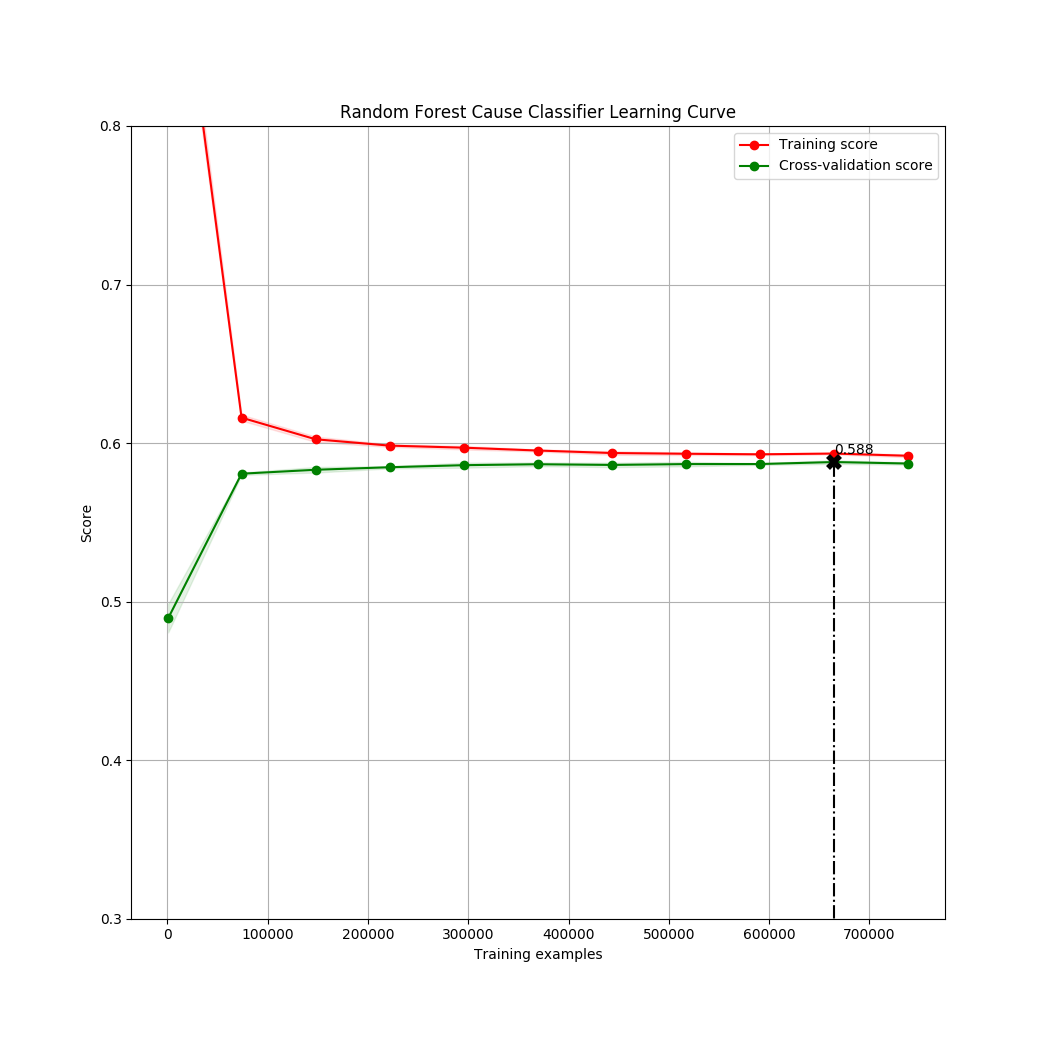 Random Forest Cause Classifier Learning Curve
0.8
Training score
Cross-validation score
0.7
0.6
0.588
Score
0.5
0.4
0.3
0 100000 200000 300000 400000 500000 600000 700000
Training examples